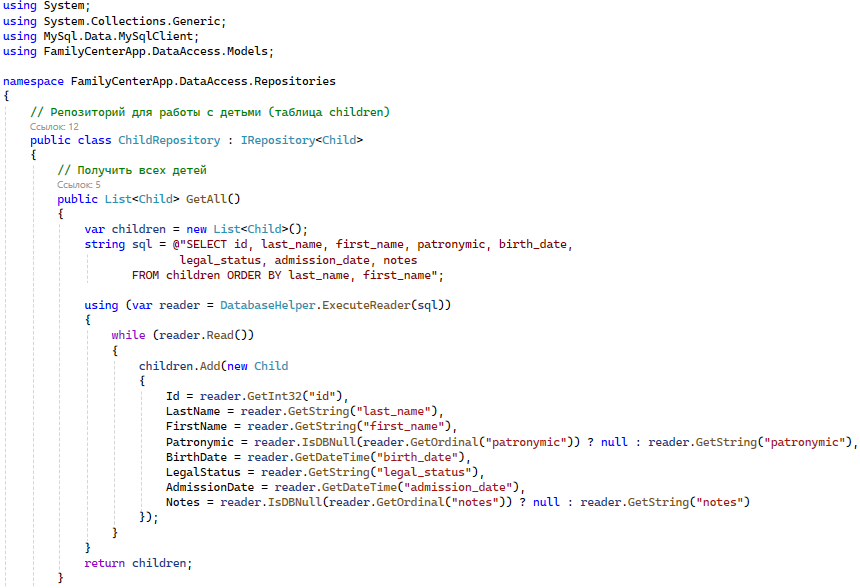 using System;
using System.Collections.Generic;
using MySql.Data.MySqlClient;
using FamilyCenterApp.DataAccess.Models;

namespace FamilyCenterApp.DataAccess.Repositories
{
    // Репозиторий для работы с детьми (таблица children)
    Ссылок: 12
    public class ChildRepository : IRepository<Child>
    {
        // Получить всех детей
        Ссылок: 5
        public List<Child> GetAll()
        {
            var children = new List<Child>();
            string sql = @"SELECT id, last_name, first_name, patronymic, birth_date,
                          legal_status, admission_date, notes
                   FROM children ORDER BY last_name, first_name";

            using (var reader = DatabaseHelper.ExecuteReader(sql))
            {
                while (reader.Read())
                {
                    children.Add(new Child
                    {
                        Id = reader.GetInt32("id"),
                        LastName = reader.GetString("last_name"),
                        FirstName = reader.GetString("first_name"),
                        Patronymic = reader.IsDBNull(reader.GetOrdinal("patronymic")) ? null : reader.GetString("patronymic"),
                        BirthDate = reader.GetDateTime("birth_date"),
                        LegalStatus = reader.GetString("legal_status"),
                        AdmissionDate = reader.GetDateTime("admission_date"),
                        Notes = reader.IsDBNull(reader.GetOrdinal("notes")) ? null : reader.GetString("notes")
                    });
                }
            }
            return children;
        }